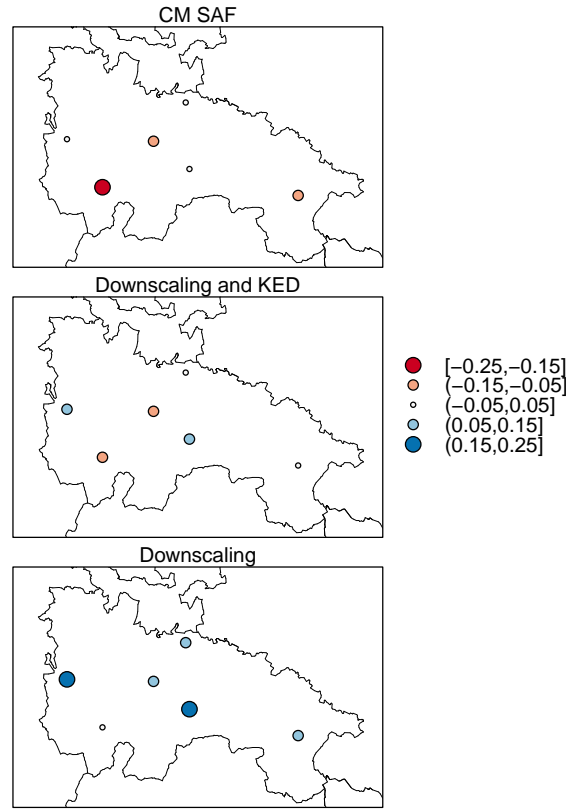 CM SAF
Downscaling and KED
[−0.25,−0.15]
(−0.15,−0.05]
(−0.05,0.05]
(0.05,0.15]
(0.15,0.25]
Downscaling